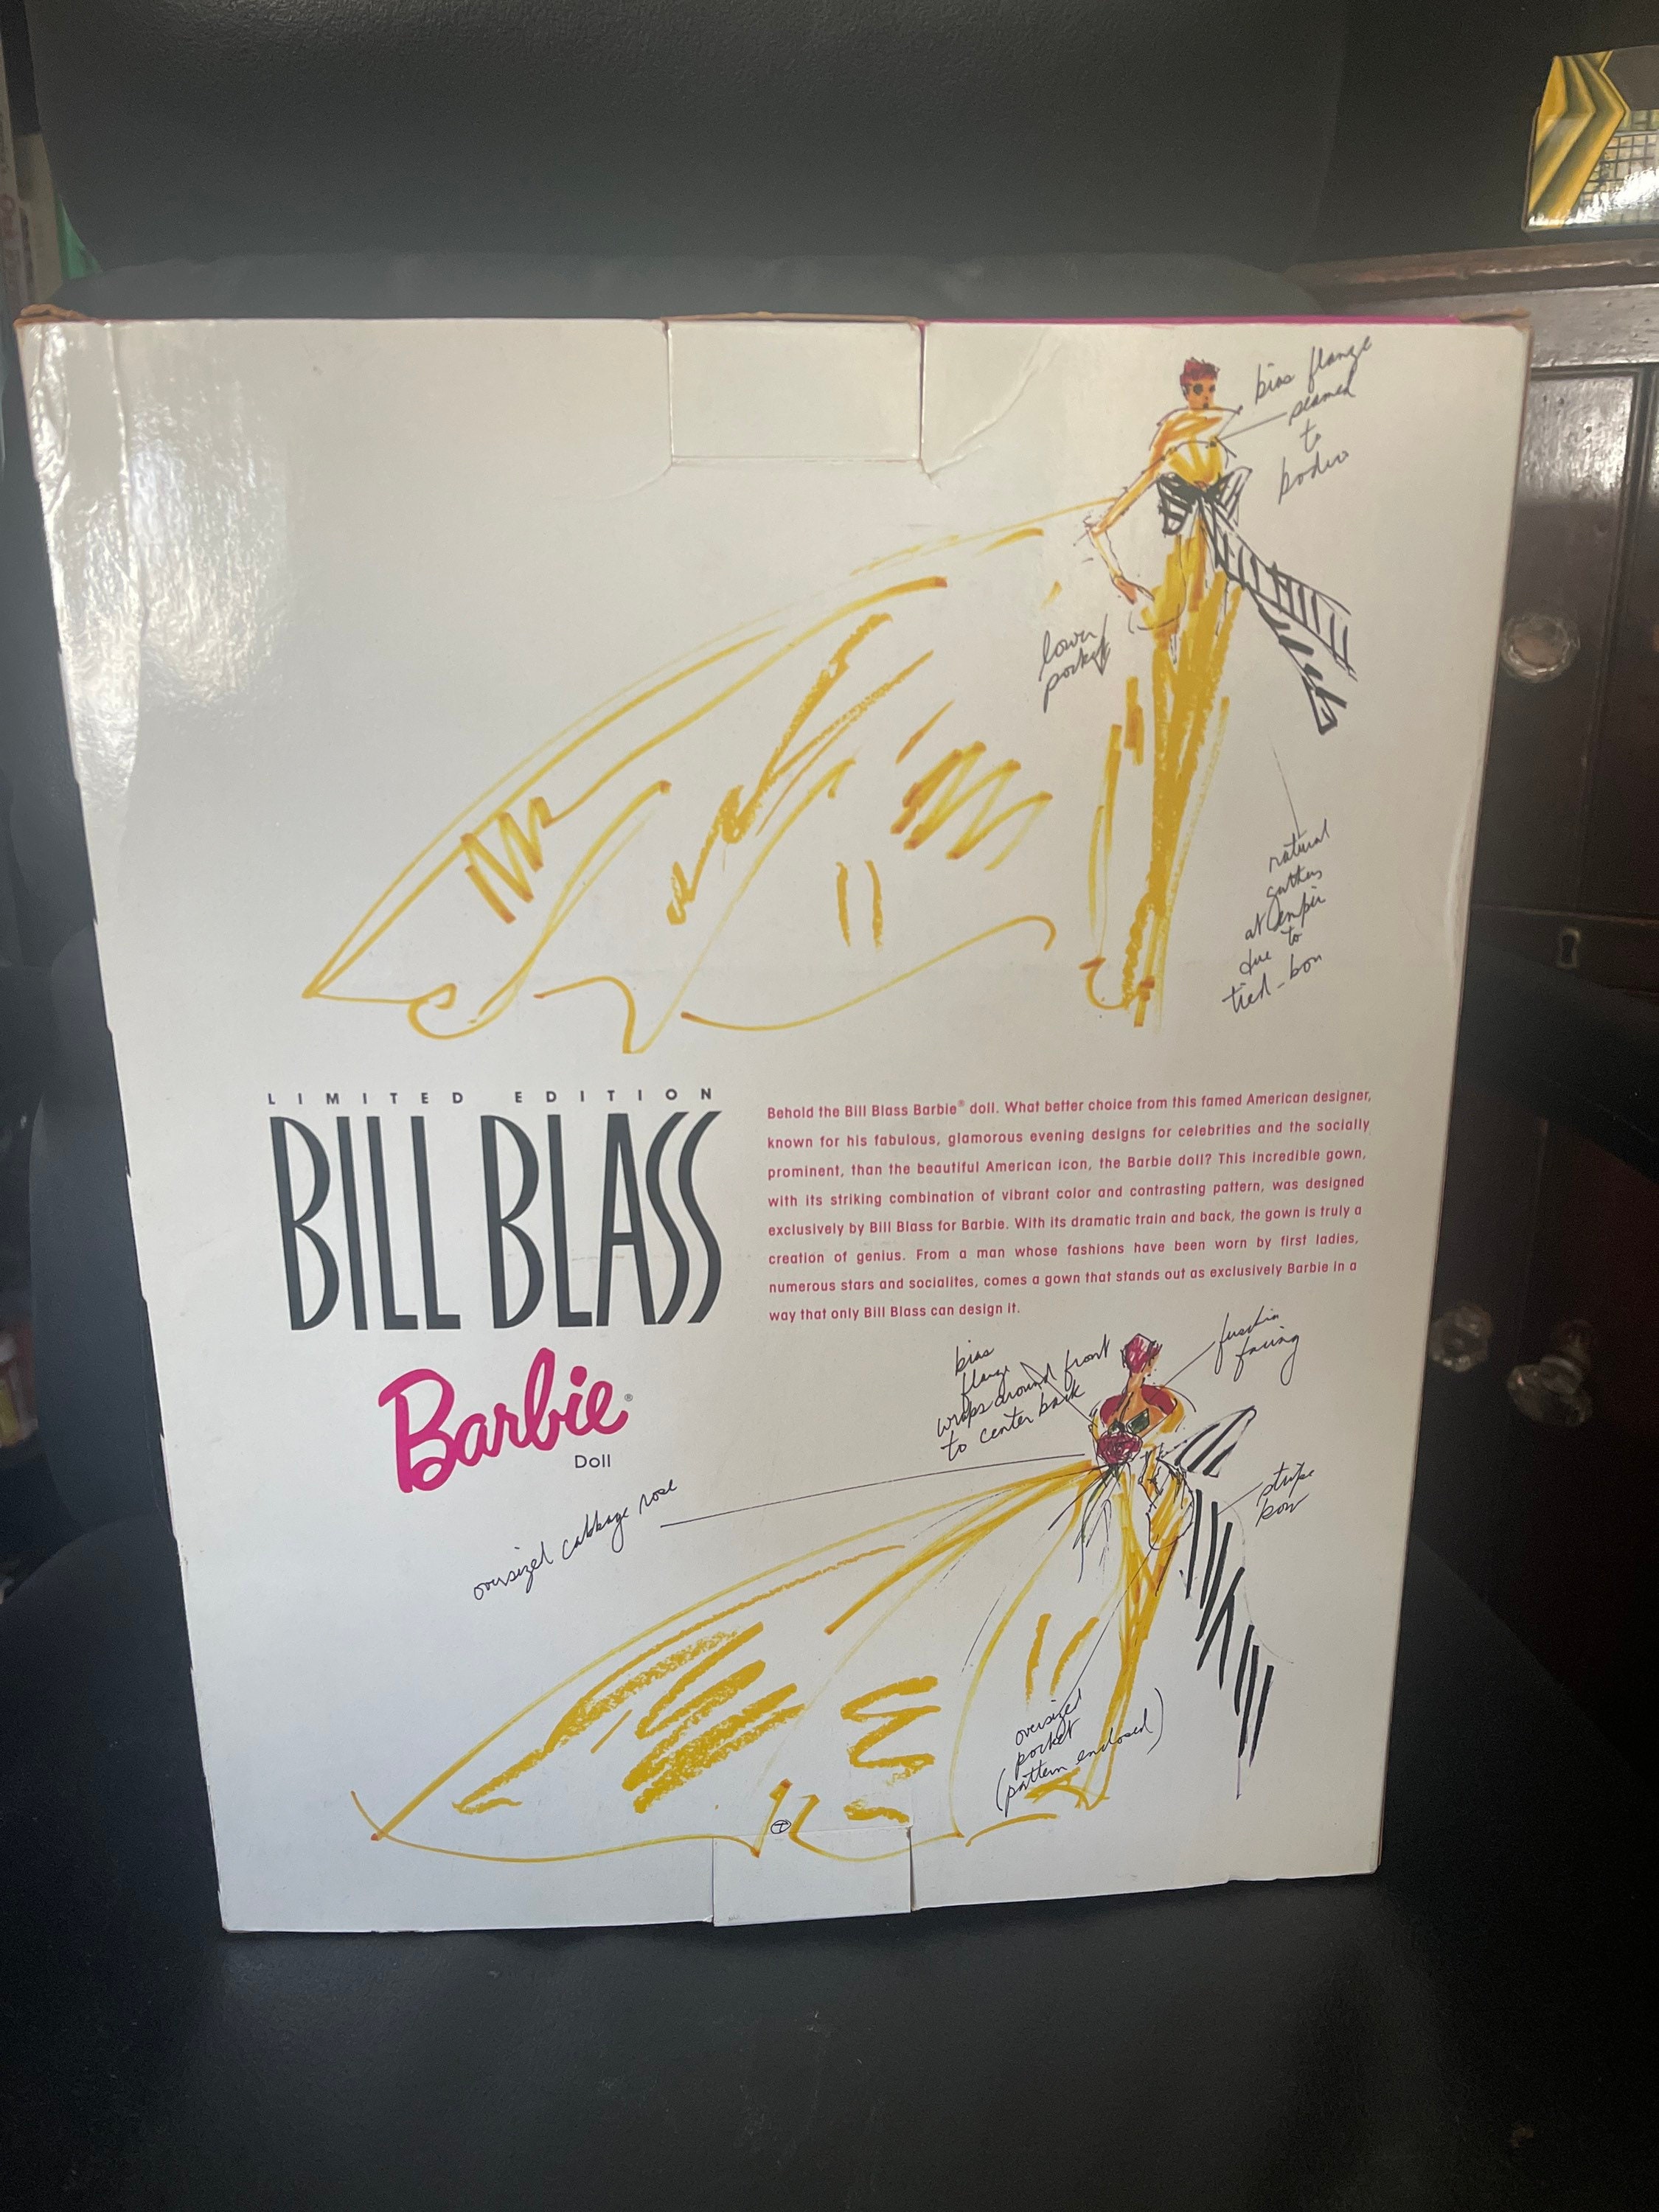 bias flange
seamed
to
bodice
lower
pocket
natural
gathers
at empire
due to
tied-bow
LIMITED EDITION
BILL BLASS
Barbie®
Doll
Behold the Bill Blass Barbie® doll. What better choice from this famed American designer,
known for his fabulous, glamorous evening designs for celebrities and the socially
prominent, than the beautiful American icon, the Barbie doll? This incredible gown,
with its striking combination of vibrant color and contrasting pattern, was designed
exclusively by Bill Blass for Barbie. With its dramatic train and back, the gown is truly a
creation of genius. From a man whose fashions have been worn by first ladies,
numerous stars and socialites, comes a gown that stands out as exclusively Barbie in a
way that only Bill Blass can design it.
bias
flange
wraps around front
to center back
fuschia
facing
oversized cabbage rose
stripe
bow
oversized
pocket
(pattern enclosed)